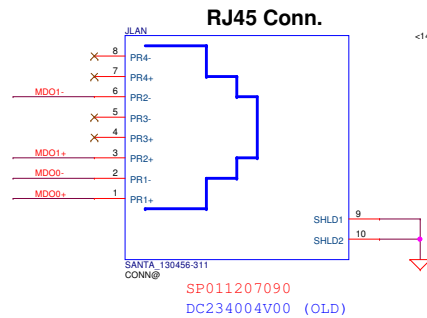 RJ45 Conn.
JLAN
<14
8 PR4-
7 PR4+
MDO1- 6 PR2-
5 PR3-
4 PR3+
MDO1+ 3 PR2+
MDO0- 2 PR1-
MDO0+ 1 PR1+
SHLD1 9
SHLD2 10
SANTA_130456-311
CONN@
SP011207090
DC234004V00 (OLD)